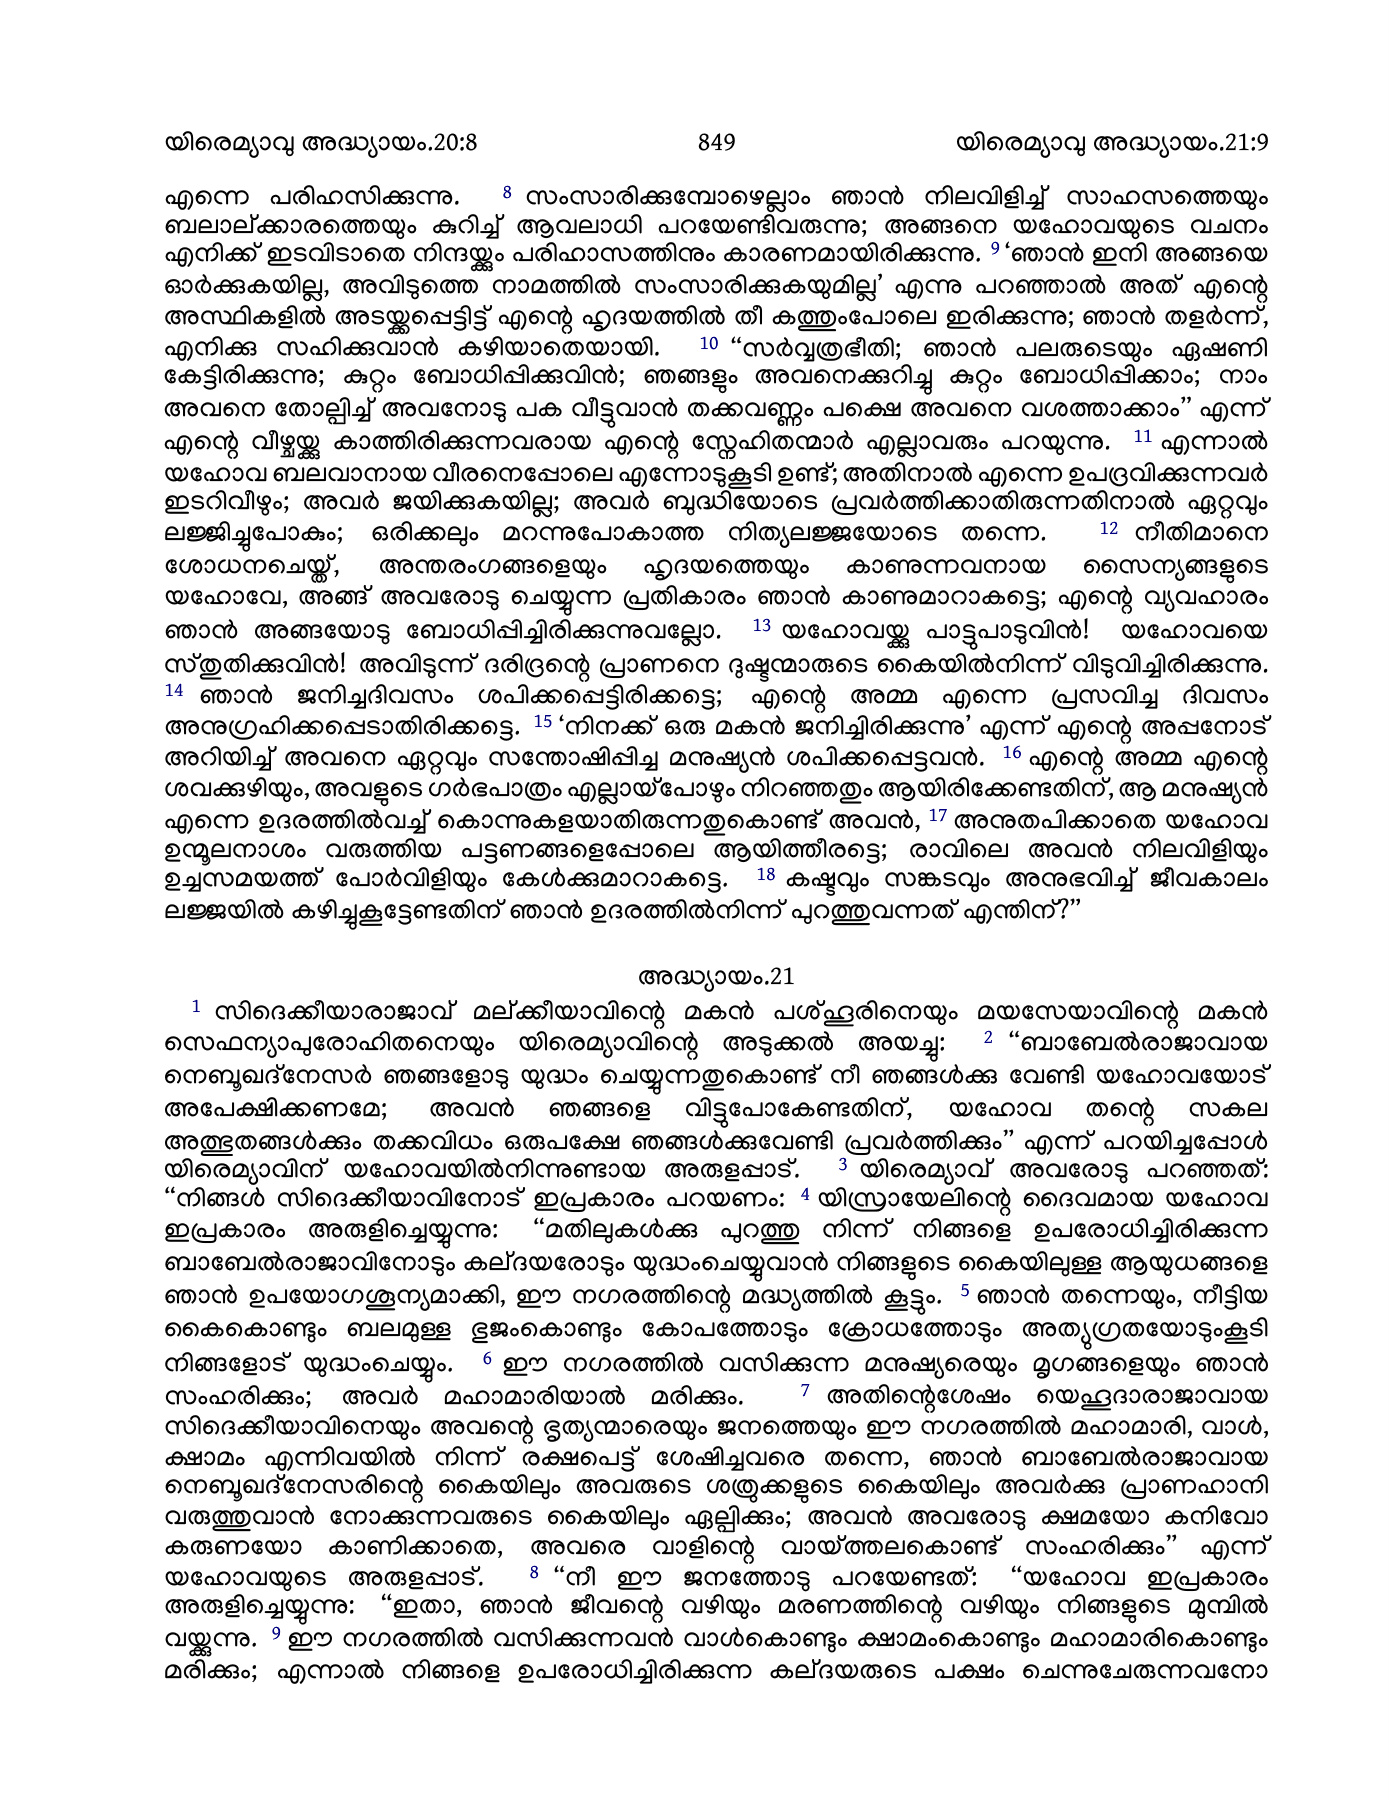 യിരെമ്യാവു അദ്ധ്യായം.20:8 849 യിരെമ്യാവു അദ്ധ്യായം.21:9
എന്നെ പരിഹസിക്കുന്നു. 8 സംസാരിക്കുമ്പോഴെല്ലാം ഞാൻ നിലവിളിച്ച് സാഹസത്തെയും
ബലാല്ക്കാരത്തെയും കുറിച്ച് ആവലാധി പറയേണ്ടിവരുന്നു; അങ്ങനെ യഹോവയുടെ വചനം
എനിക്ക് ഇടവിടാതെ നിന്ദയ്ക്കും പരിഹാസത്തിനും കാരണമായിരിക്കുന്നു. 9 ‘ഞാൻ ഇനി അങ്ങയെ
ഓർക്കുകയില്ല, അവിടുത്തെ നാമത്തിൽ സംസാരിക്കുകയുമില്ല’ എന്നു പറഞ്ഞാൽ അത് എന്റെ
അസ്ഥികളിൽ അടയ്ക്കപ്പെട്ടിട്ട് എന്റെ ഹൃദയത്തിൽ തീ കത്തുംപോലെ ഇരിക്കുന്നു; ഞാൻ തളർന്ന്,
എനിക്കു സഹിക്കുവാൻ കഴിയാതെയായി. 10 “സർവ്വത്രഭീതി; ഞാൻ പലരുടെയും ഏഷണി
കേട്ടിരിക്കുന്നു; കുറ്റം ബോധിപ്പിക്കുവിൻ; ഞങ്ങളും അവനെക്കുറിച്ചു കുറ്റം ബോധിപ്പിക്കാം; നാം
അവനെ തോല്പിച്ച് അവനോടു പക വീട്ടുവാൻ തക്കവണ്ണം പക്ഷെ അവനെ വശത്താക്കാം” എന്ന്
എന്റെ വീഴ്ചയ്ക്കു കാത്തിരിക്കുന്നവരായ എന്റെ സ്നേഹിതന്മാർ എല്ലാവരും പറയുന്നു. 11 എന്നാൽ
യഹോവ ബലവാനായ വീരനെപ്പോലെ എന്നോടുകൂടി ഉണ്ട്; അതിനാൽ എന്നെ ഉപദ്രവിക്കുന്നവർ
ഇടറിവീഴും; അവർ ജയിക്കുകയില്ല; അവർ ബുദ്ധിയോടെ പ്രവർത്തിക്കാതിരുന്നതിനാൽ ഏറ്റവും
ലജ്ജിച്ചുപോകും; ഒരിക്കലും മറന്നുപോകാത്ത നിത്യലജ്ജയോടെ തന്നെ. 12 നീതിമാനെ
ശോധനചെയ്ത്, അന്തരംഗങ്ങളെയും ഹൃദയത്തെയും കാണുന്നവനായ സൈന്യങ്ങളുടെ
യഹോവേ, അങ്ങ് അവരോടു ചെയ്യുന്ന പ്രതികാരം ഞാൻ കാണുമാറാകട്ടെ; എന്റെ വ്യവഹാരം
ഞാൻ അങ്ങയോടു ബോധിപ്പിച്ചിരിക്കുന്നുവല്ലോ. 13 യഹോവയ്ക്കു പാട്ടുപാടുവിൻ! യഹോവയെ
സ്തുതിക്കുവിൻ! അവിടുന്ന് ദരിദ്രന്റെ പ്രാണനെ ദുഷ്ടന്മാരുടെ കൈയിൽനിന്ന് വിടുവിച്ചിരിക്കുന്നു.
14 ഞാൻ ജനിച്ചദിവസം ശപിക്കപ്പെട്ടിരിക്കട്ടെ; എന്റെ അമ്മ എന്നെ പ്രസവിച്ച ദിവസം
അനുഗ്രഹിക്കപ്പെടാതിരിക്കട്ടെ. 15 ‘നിനക്ക് ഒരു മകൻ ജനിച്ചിരിക്കുന്നു’ എന്ന് എന്റെ അപ്പനോട്
അറിയിച്ച് അവനെ ഏറ്റവും സന്തോഷിപ്പിച്ച മനുഷ്യൻ ശപിക്കപ്പെട്ടവൻ. 16 എന്റെ അമ്മ എന്റെ
ശവക്കുഴിയും, അവളുടെ ഗർഭപാത്രം എല്ലായ്പോഴും നിറഞ്ഞതും ആയിരിക്കേണ്ടതിന്, ആ മനുഷ്യൻ
എന്നെ ഉദരത്തിൽവച്ച് കൊന്നുകളയാതിരുന്നതുകൊണ്ട് അവൻ, 17 അനുതപിക്കാതെ യഹോവ
ഉന്മൂലനാശം വരുത്തിയ പട്ടണങ്ങളെപ്പോലെ ആയിത്തീരട്ടെ; രാവിലെ അവൻ നിലവിളിയും
ഉച്ചസമയത്ത് പോർവിളിയും കേൾക്കുമാറാകട്ടെ. 18 കഷ്ടവും സങ്കടവും അനുഭവിച്ച് ജീവകാലം
ലജ്ജയിൽ കഴിച്ചുകൂട്ടേണ്ടതിന് ഞാൻ ഉദരത്തിൽനിന്ന് പുറത്തുവന്നത് എന്തിന്?”
അദ്ധ്യായം.21
1 സിദെക്കീയാരാജാവ് മല്ക്കീയാവിന്റെ മകൻ പശ്ഹൂരിനെയും മയസേയാവിന്റെ മകൻ
സെഫന്യാപുരോഹിതനെയും യിരെമ്യാവിന്റെ അടുക്കൽ അയച്ചു: 2 “ബാബേൽരാജാവായ
നെബൂഖദ്നേസർ ഞങ്ങളോടു യുദ്ധം ചെയ്യുന്നതുകൊണ്ട് നീ ഞങ്ങൾക്കു വേണ്ടി യഹോവയോട്
അപേക്ഷിക്കണമേ; അവൻ ഞങ്ങളെ വിട്ടുപോകേണ്ടതിന്, യഹോവ തന്റെ സകല
അത്ഭുതങ്ങൾക്കും തക്കവിധം ഒരുപക്ഷേ ഞങ്ങൾക്കുവേണ്ടി പ്രവർത്തിക്കും” എന്ന് പറയിച്ചപ്പോൾ
യിരെമ്യാവിന് യഹോവയിൽനിന്നുണ്ടായ അരുളപ്പാട്. 3 യിരെമ്യാവ് അവരോടു പറഞ്ഞത്:
“നിങ്ങൾ സിദെക്കീയാവിനോട് ഇപ്രകാരം പറയണം: 4 യിസ്രായേലിന്റെ ദൈവമായ യഹോവ
ഇപ്രകാരം അരുളിച്ചെയ്യുന്നു: “മതിലുകൾക്കു പുറത്തു നിന്ന് നിങ്ങളെ ഉപരോധിച്ചിരിക്കുന്ന
ബാബേൽരാജാവിനോടും കല്ദയരോടും യുദ്ധംചെയ്യുവാൻ നിങ്ങളുടെ കൈയിലുള്ള ആയുധങ്ങളെ
ഞാൻ ഉപയോഗശൂന്യമാക്കി, ഈ നഗരത്തിന്റെ മദ്ധ്യത്തിൽ കൂട്ടും. 5 ഞാൻ തന്നെയും, നീട്ടിയ
കൈകൊണ്ടും ബലമുള്ള ഭുജംകൊണ്ടും കോപത്തോടും ക്രോധത്തോടും അത്യുഗ്രതയോടുംകൂടി
നിങ്ങളോട് യുദ്ധംചെയ്യും. 6 ഈ നഗരത്തിൽ വസിക്കുന്ന മനുഷ്യരെയും മൃഗങ്ങളെയും ഞാൻ
സംഹരിക്കും; അവർ മഹാമാരിയാൽ മരിക്കും. 7 അതിന്റെശേഷം യെഹൂദാരാജാവായ
സിദെക്കീയാവിനെയും അവന്റെ ഭൃത്യന്മാരെയും ജനത്തെയും ഈ നഗരത്തിൽ മഹാമാരി, വാൾ,
ക്ഷാമം എന്നിവയിൽ നിന്ന് രക്ഷപെട്ട് ശേഷിച്ചവരെ തന്നെ, ഞാൻ ബാബേൽരാജാവായ
നെബൂഖദ്നേസരിന്റെ കൈയിലും അവരുടെ ശത്രുക്കളുടെ കൈയിലും അവർക്കു പ്രാണഹാനി
വരുത്തുവാൻ നോക്കുന്നവരുടെ കൈയിലും ഏല്പിക്കും; അവൻ അവരോടു ക്ഷമയോ കനിവോ
കരുണയോ കാണിക്കാതെ, അവരെ വാളിന്റെ വായ്ത്തലകൊണ്ട് സംഹരിക്കും” എന്ന്
യഹോവയുടെ അരുളപ്പാട്. 8 “നീ ഈ ജനത്തോടു പറയേണ്ടത്: “യഹോവ ഇപ്രകാരം
അരുളിച്ചെയ്യുന്നു: “ഇതാ, ഞാൻ ജീവന്റെ വഴിയും മരണത്തിന്റെ വഴിയും നിങ്ങളുടെ മുമ്പിൽ
വയ്ക്കുന്നു. 9 ഈ നഗരത്തിൽ വസിക്കുന്നവൻ വാൾകൊണ്ടും ക്ഷാമംകൊണ്ടും മഹാമാരികൊണ്ടും
മരിക്കും; എന്നാൽ നിങ്ങളെ ഉപരോധിച്ചിരിക്കുന്ന കല്ദയരുടെ പക്ഷം ചെന്നുചേരുന്നവനോ